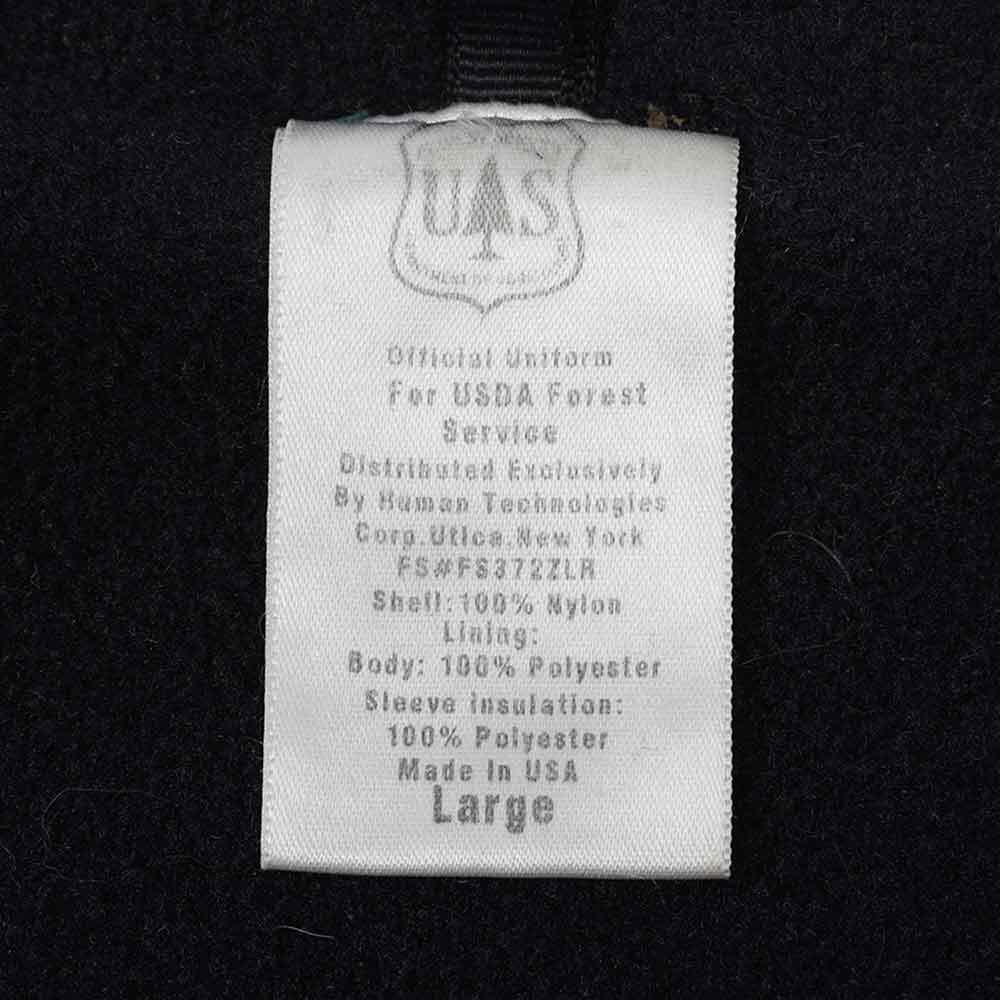 UAS
Official Uniform
For USDA Forest
Service
Distributed Exclusively
By Human Technologies
Corp.Utica.New York
FS#FS372ZLR
Shell:100% Nylon
Lining:
Body: 100% Polyester
Sleeve insulation:
100% Polyester
Made In USA
Large